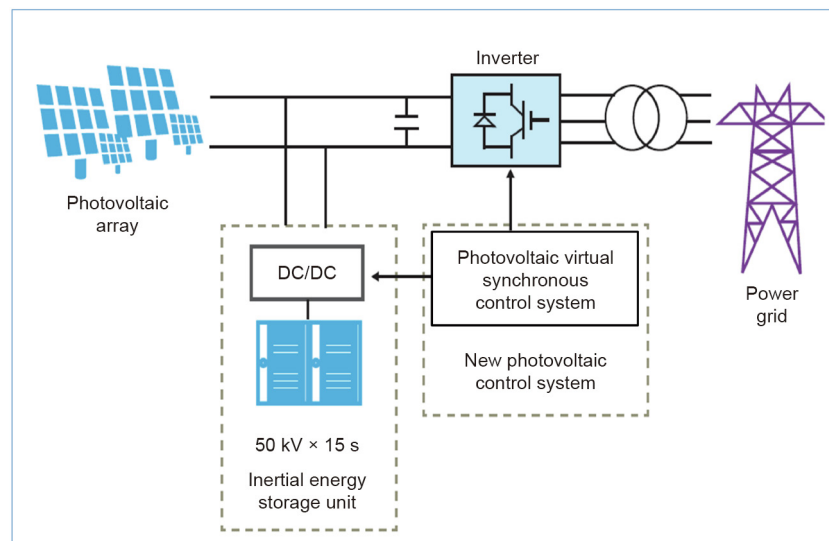 Inverter
Photovoltaic
array
DC/DC
Photovoltaic virtual
synchronous
control system
Power
grid
New photovoltaic
control system
50 kV × 15 s
Inertial energy
storage unit